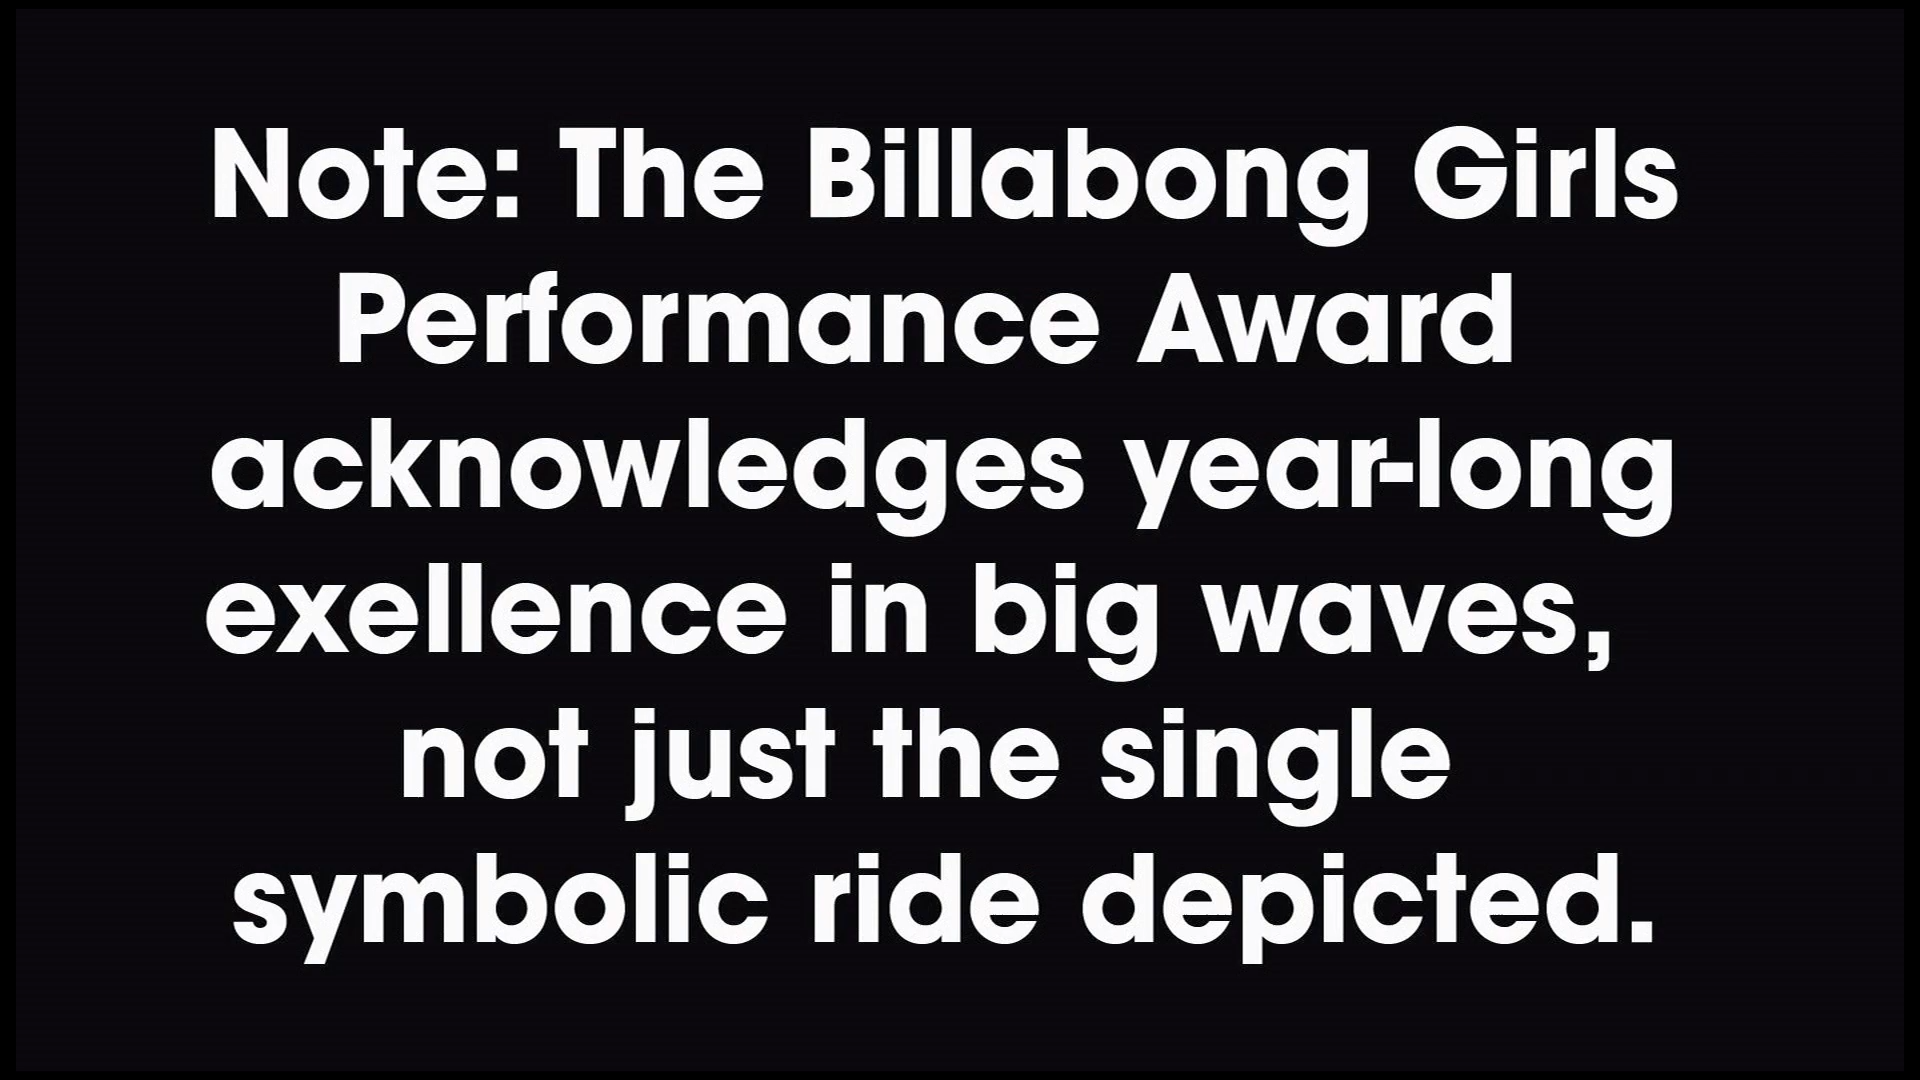 Note: The Billabong Girls
Performance Award
acknowledges year-long
exellence in big waves,
not just the single
symbolic ride depicted.